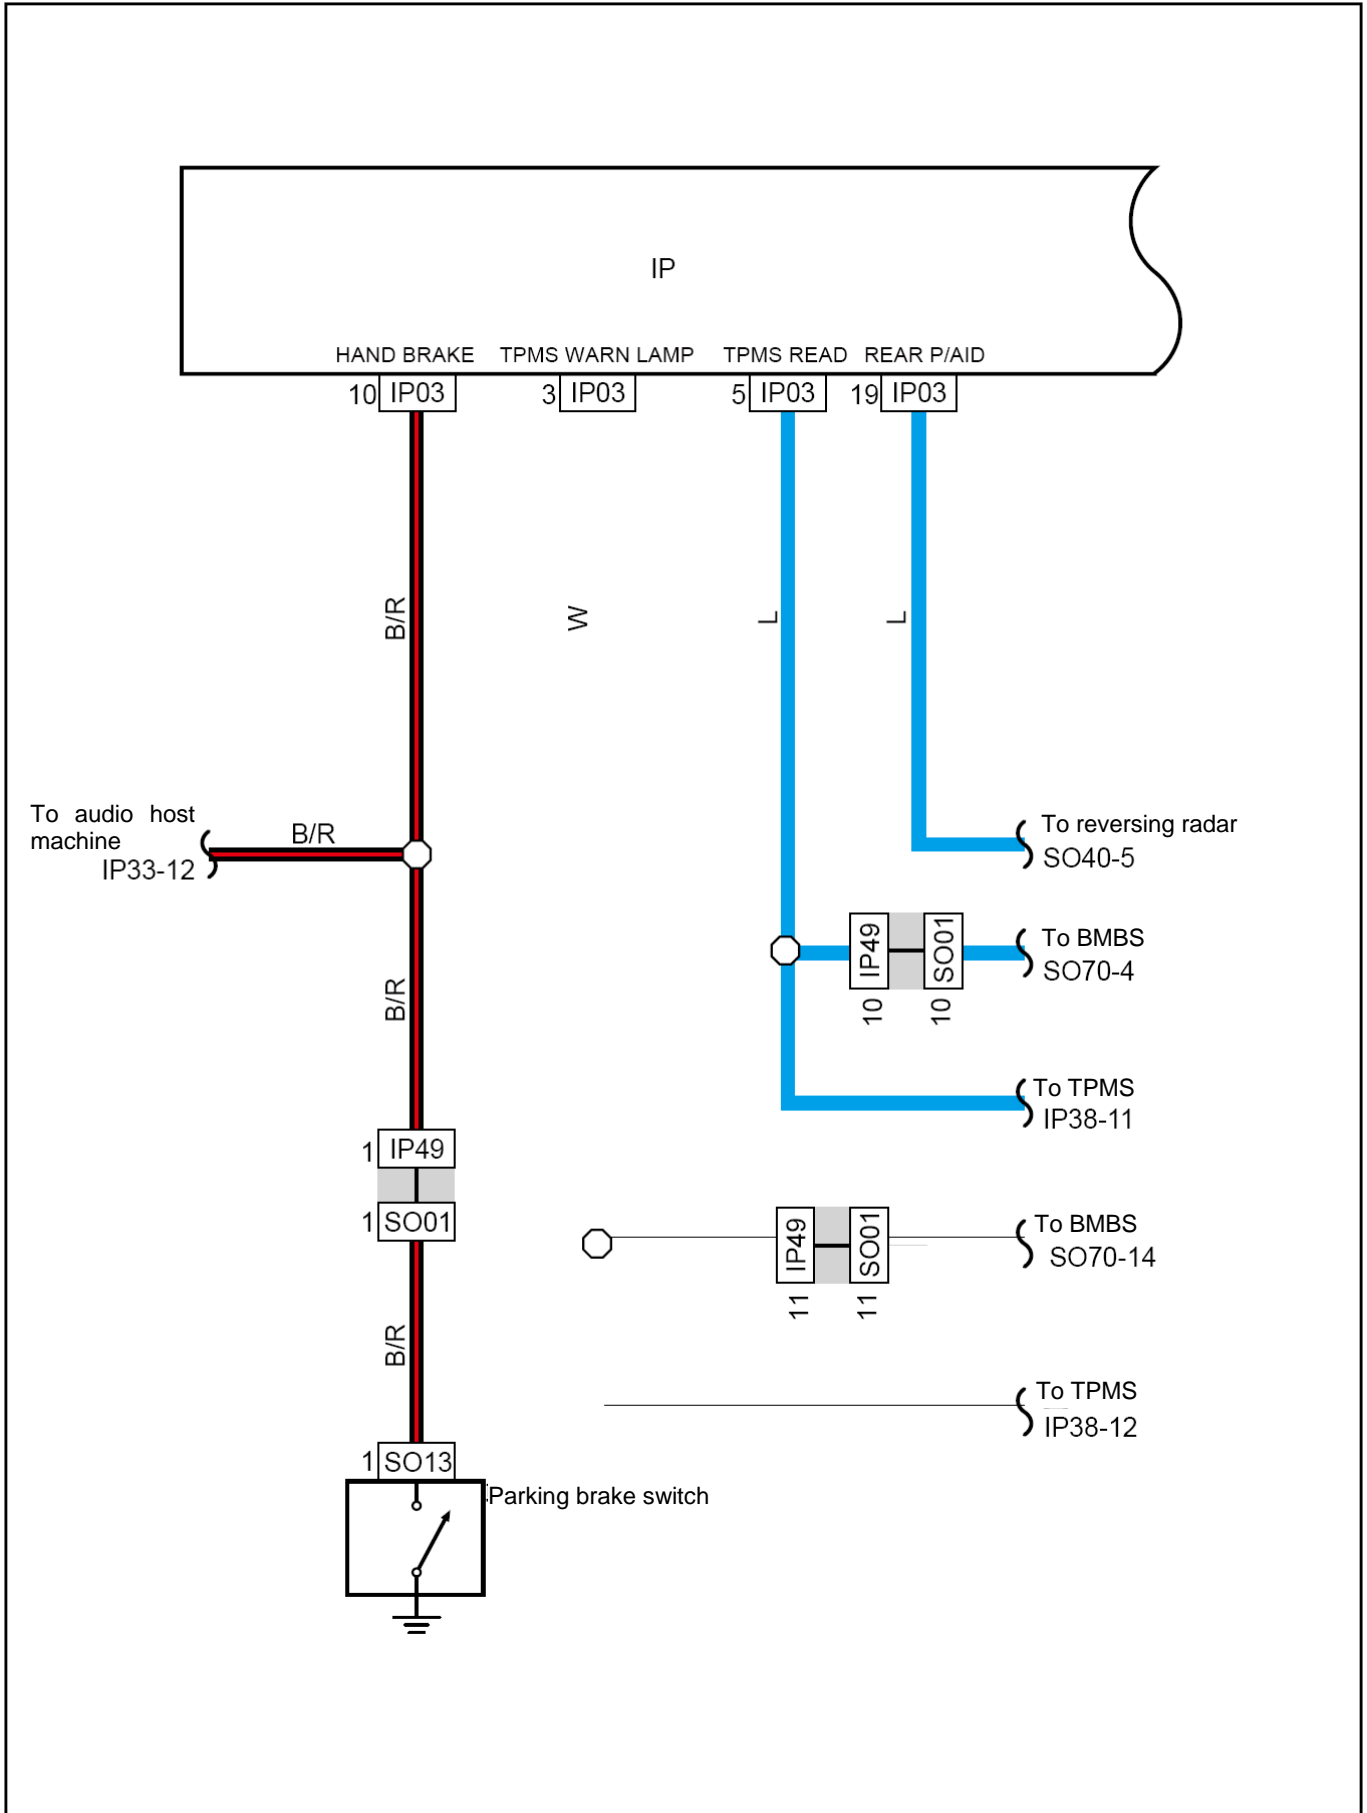 IP
HAND BRAKE TPMS WARN LAMP TPMS READ REAR P/AID
10 IP03 3 IP03 5 IP03 19 IP03
B/R W L L
To audio host
machine
IP33-12
B/R
To reversing radar
SO40-5
IP49 SO01
10 10
To BMBS
SO70-4
B/R
To TPMS
IP38-11
1 IP49
1 SO01
IP49 SO01
11 11
To BMBS
SO70-14
B/R
To TPMS
IP38-12
1 SO13
Parking brake switch